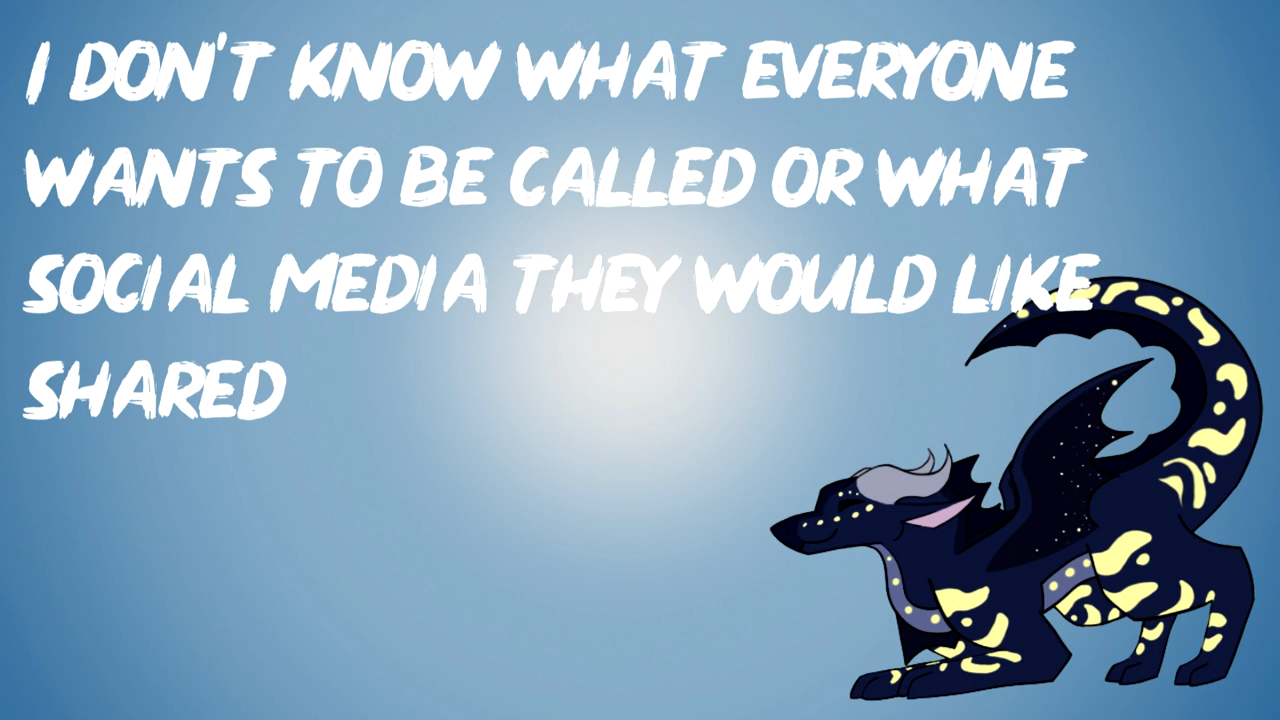 I DON'T KNOW WHAT EVERYONE
WANTS TO BE CALLED OR WHAT
SOCIAL MEDIA THEY WOULD LIKE
SHARED